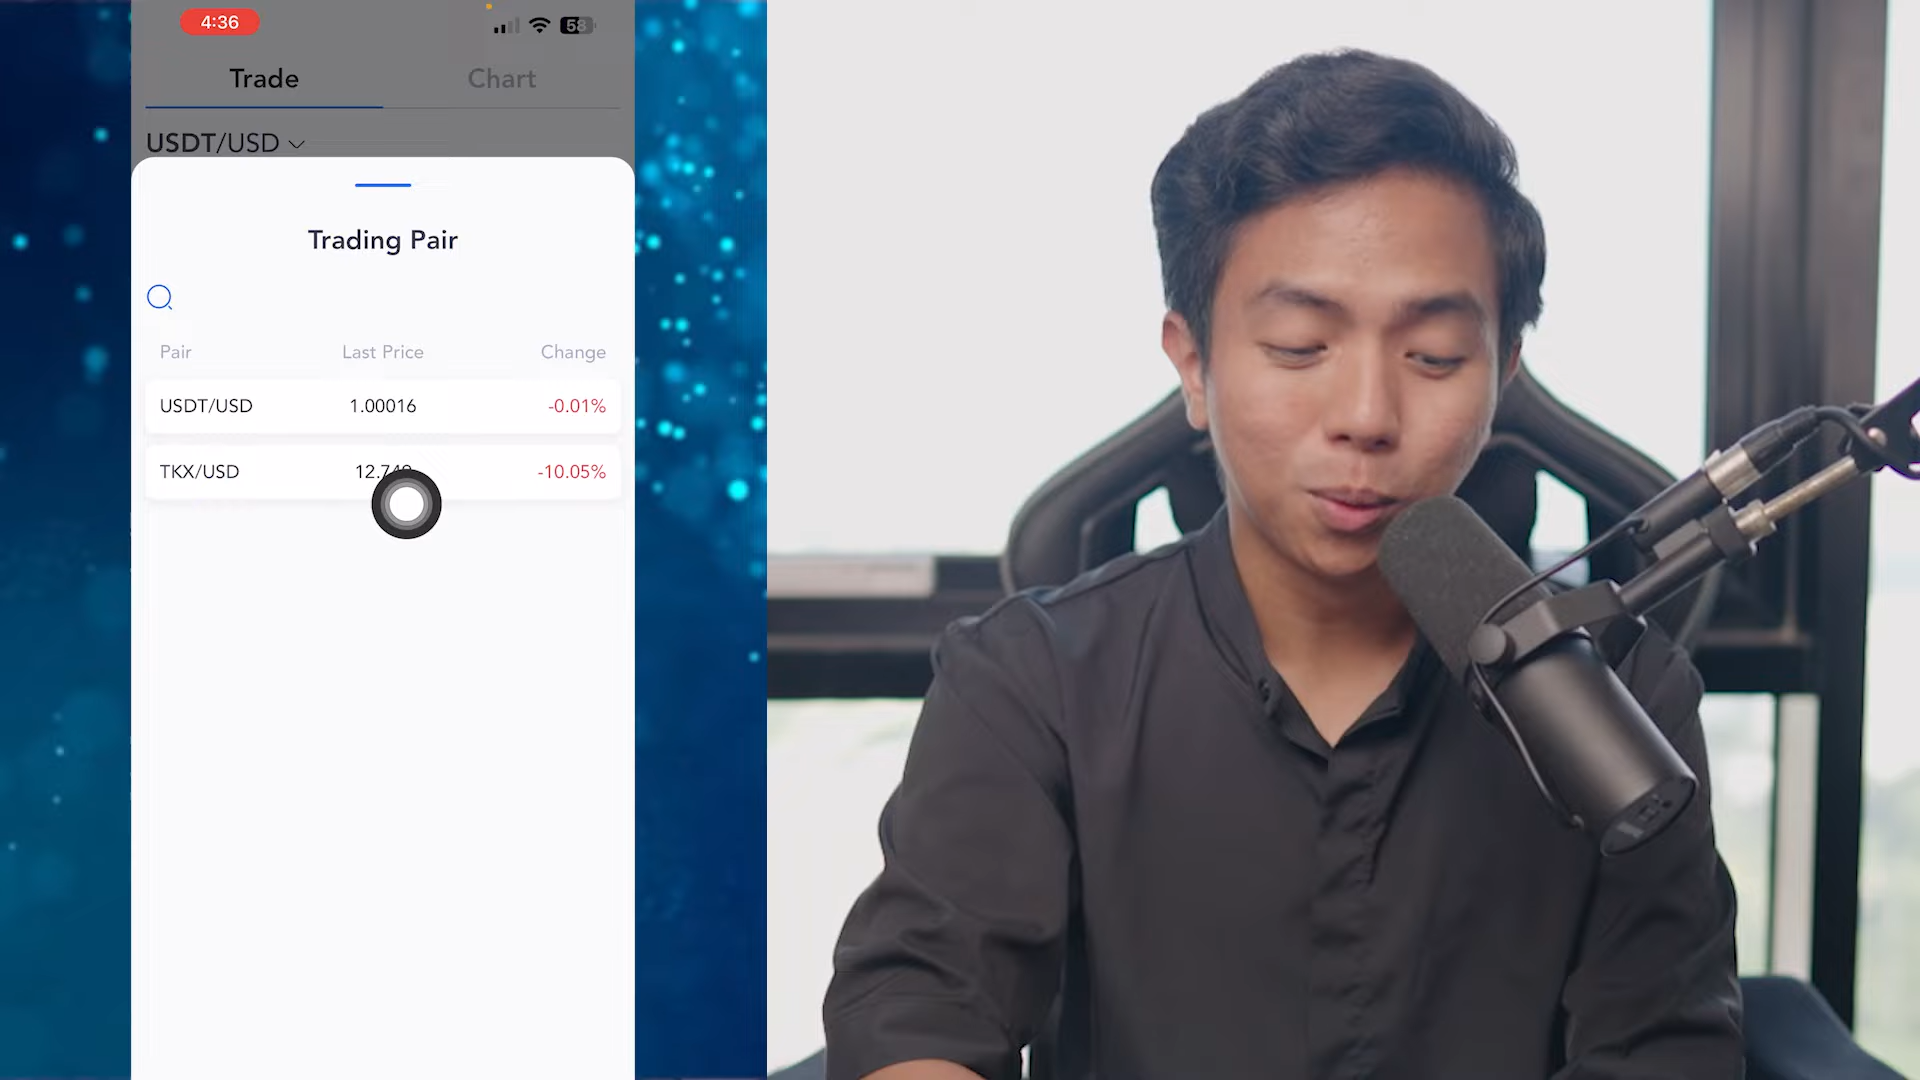 4:36
58
Trade Chart
USDT/USD
Trading Pair
Pair Last Price Change
USDT/USD 1.00016 -0.01%
TKX/USD -10.05%